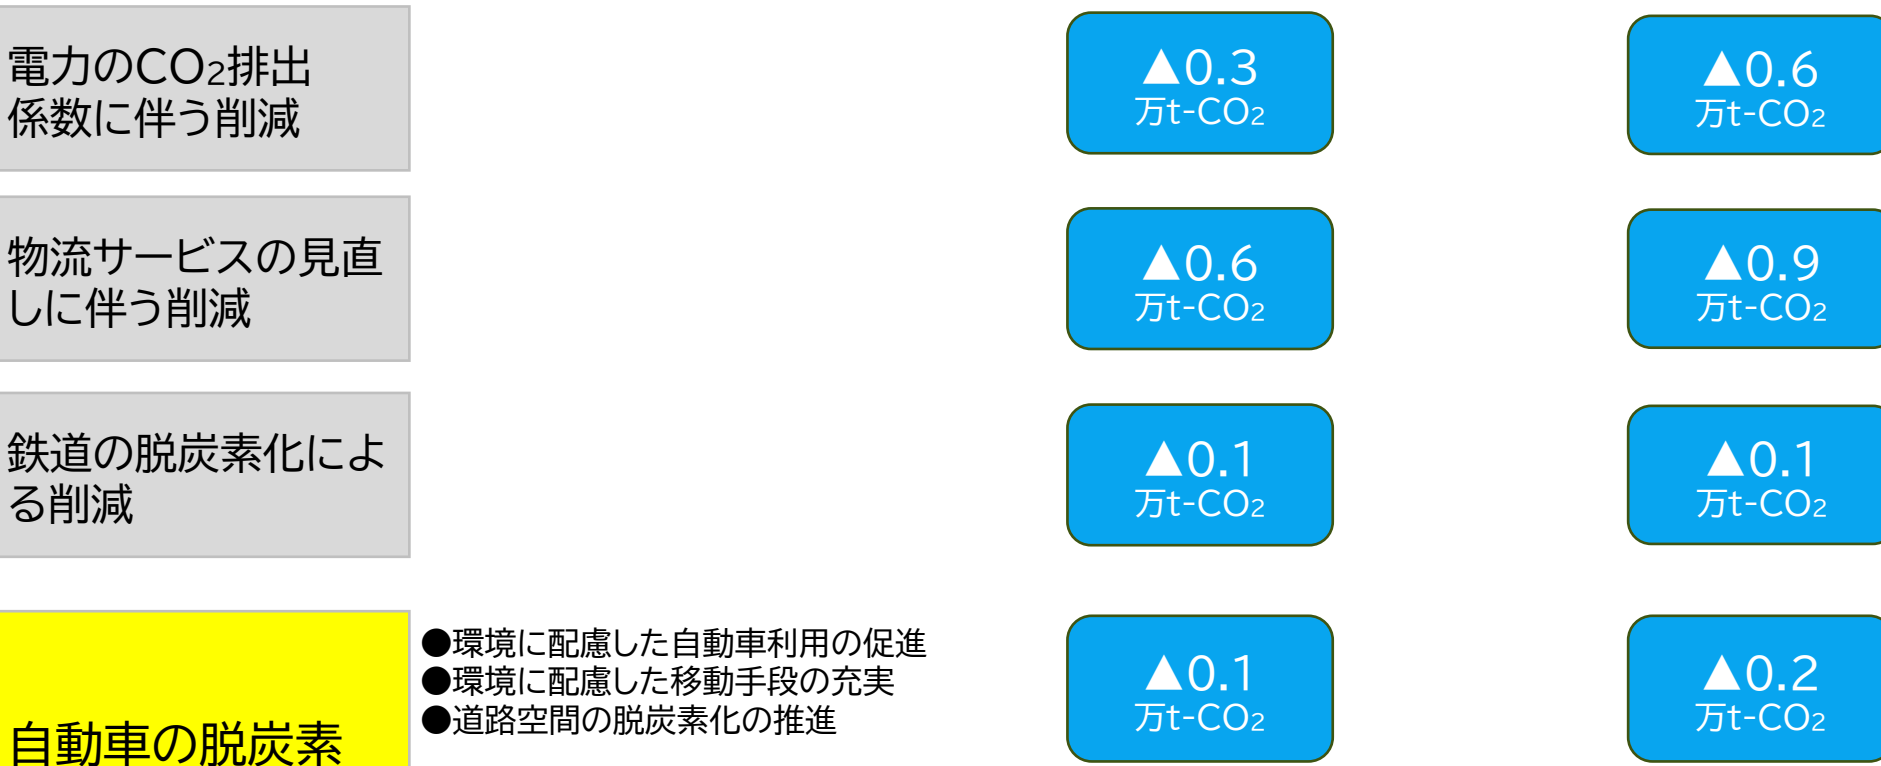 電力のCO₂排出
係数に伴う削減
▲0.3
万t-CO₂
▲0.6
万t-CO₂
物流サービスの見直
しに伴う削減
▲0.6
万t-CO₂
▲0.9
万t-CO₂
鉄道の脱炭素化によ
る削減
▲0.1
万t-CO₂
▲0.1
万t-CO₂
自動車の脱炭素
●環境に配慮した自動車利用の促進
●環境に配慮した移動手段の充実
●道路空間の脱炭素化の推進
▲0.1
万t-CO₂
▲0.2
万t-CO₂